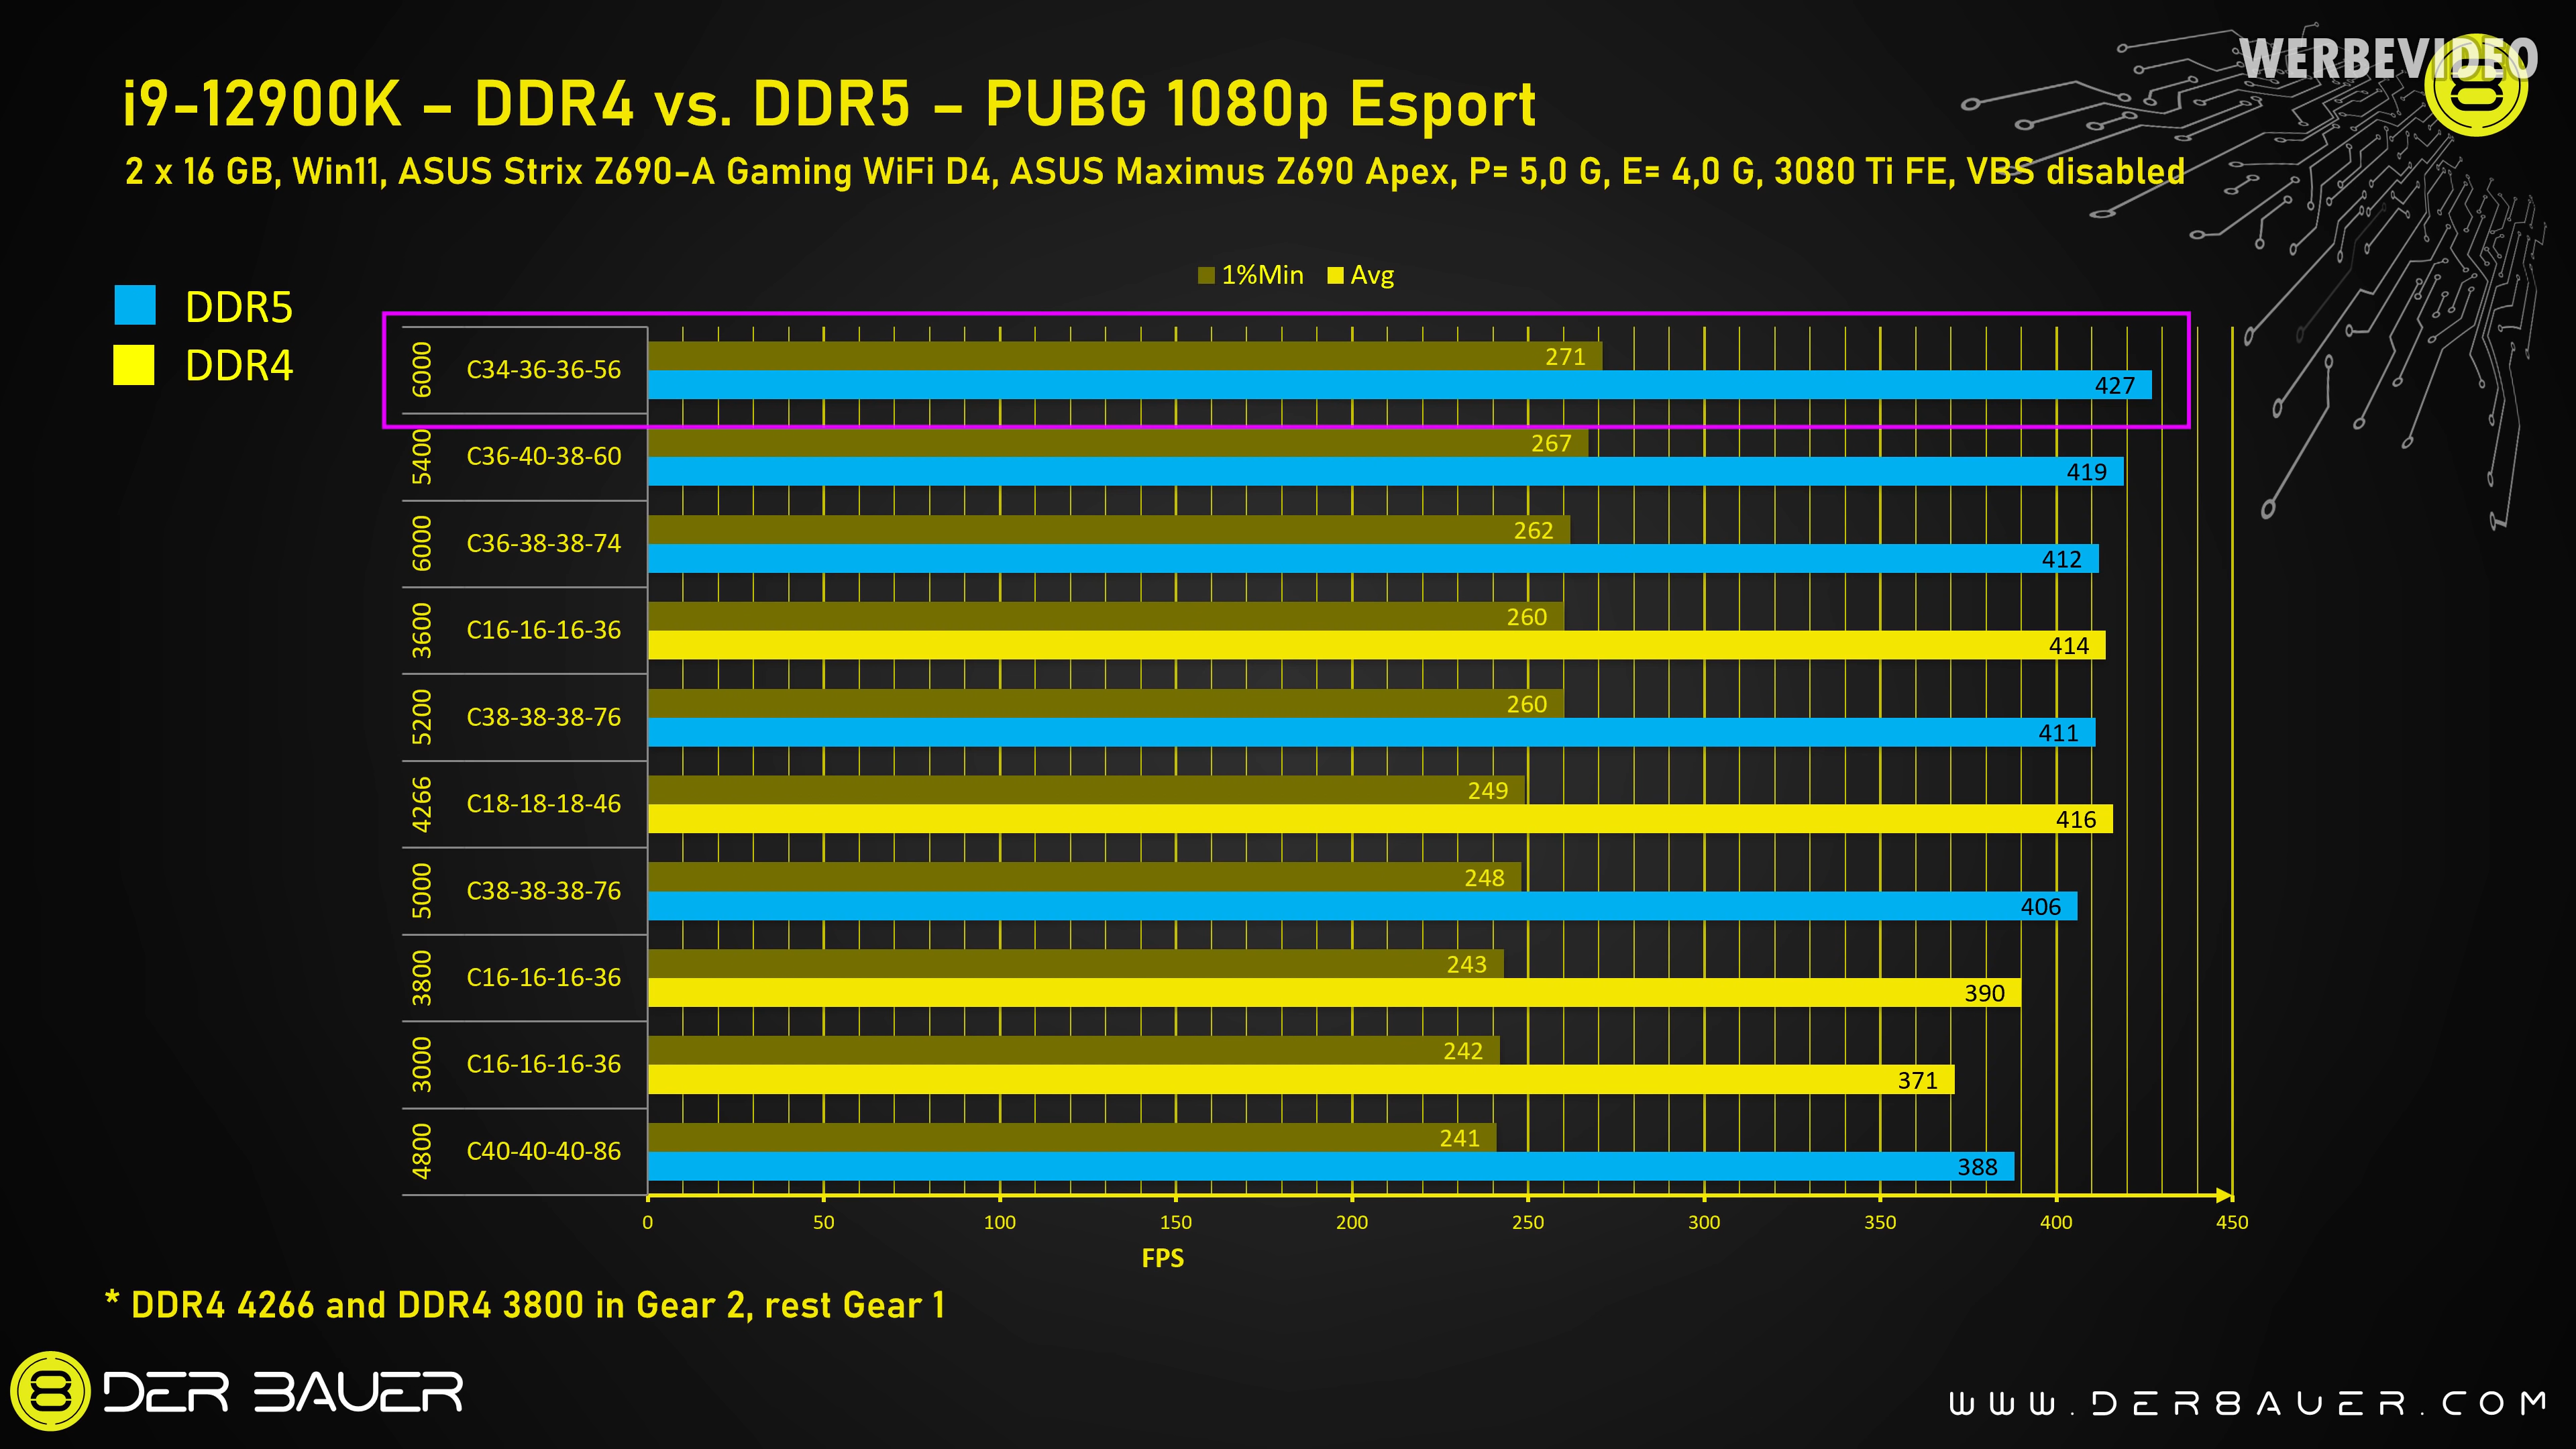 WERBEVIDEO
i9-12900K – DDR4 vs. DDR5 – PUBG 1080p Esport
2 x 16 GB, Win11, ASUS Strix Z690-A Gaming WiFi D4, ASUS Maximus Z690 Apex, P= 5,0 G, E= 4,0 G, 3080 Ti FE, VBS disabled
1%Min Avg
DDR5
DDR4
6000 C34-36-36-56 271 427
5400 C36-40-38-60 267 419
6000 C36-38-38-74 262 412
3600 C16-16-16-36 260 414
5200 C38-38-38-76 260 411
4266 C18-18-18-46 249 416
5000 C38-38-38-76 248 406
3800 C16-16-16-36 243 390
3000 C16-16-16-36 242 371
4800 C40-40-40-86 241 388
0 50 100 150 200 250 300 350 400 450
FPS
* DDR4 4266 and DDR4 3800 in Gear 2, rest Gear 1
8 DER 8AUER
WWW.DER8AUER.COM